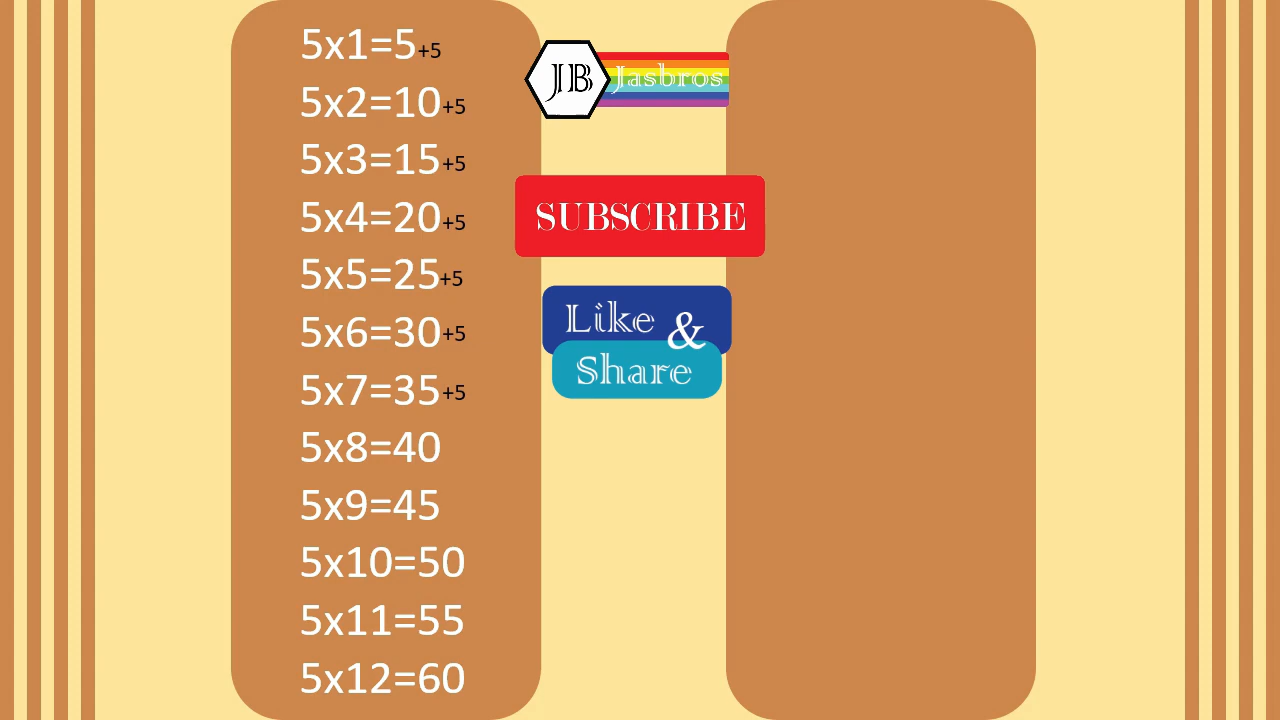 5x1=5+5
5x2=10+5
5x3=15+5
5x4=20+5
5x5=25+5
5x6=30+5
5x7=35+5
5x8=40
5x9=45
5x10=50
5x11=55
5x12=60
JB Jasbros
SUBSCRIBE
Like &
Share